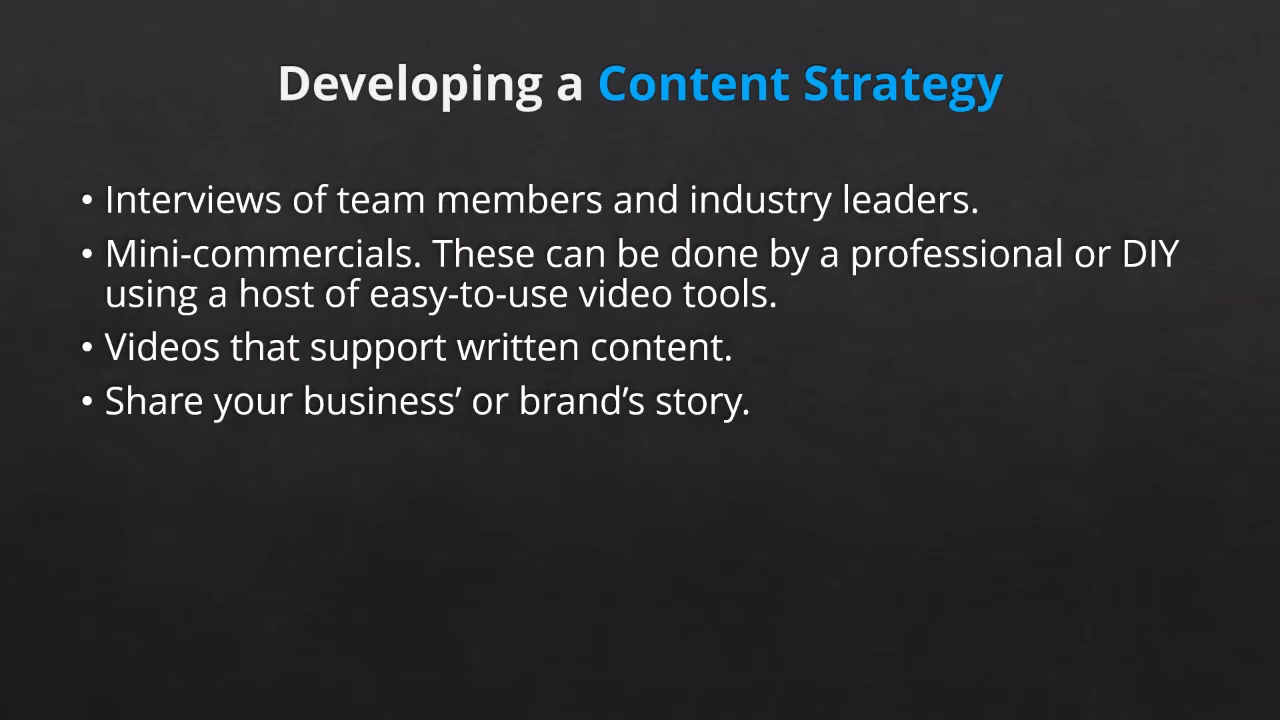 Developing a Content Strategy
• Interviews of team members and industry leaders.
• Mini-commercials. These can be done by a professional or DIY
using a host of easy-to-use video tools.
• Videos that support written content.
• Share your business’ or brand’s story.